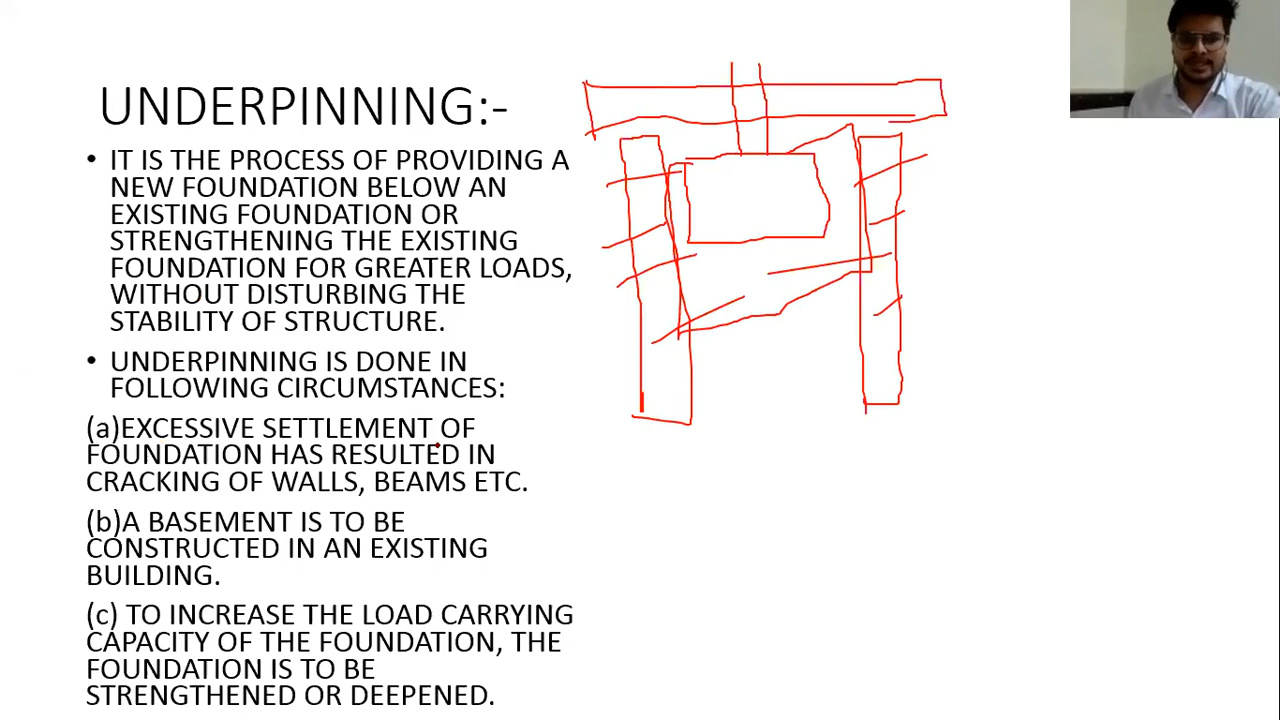 UNDERPINNING:-
• IT IS THE PROCESS OF PROVIDING A
NEW FOUNDATION BELOW AN
EXISTING FOUNDATION OR
STRENGTHENING THE EXISTING
FOUNDATION FOR GREATER LOADS,
WITHOUT DISTURBING THE
STABILITY OF STRUCTURE.
• UNDERPINNING IS DONE IN
FOLLOWING CIRCUMSTANCES:
(a)EXCESSIVE SETTLEMENT OF
FOUNDATION HAS RESULTED IN
CRACKING OF WALLS, BEAMS ETC.
(b)A BASEMENT IS TO BE
CONSTRUCTED IN AN EXISTING
BUILDING.
(c) TO INCREASE THE LOAD CARRYING
CAPACITY OF THE FOUNDATION, THE
FOUNDATION IS TO BE
STRENGTHENED OR DEEPENED.